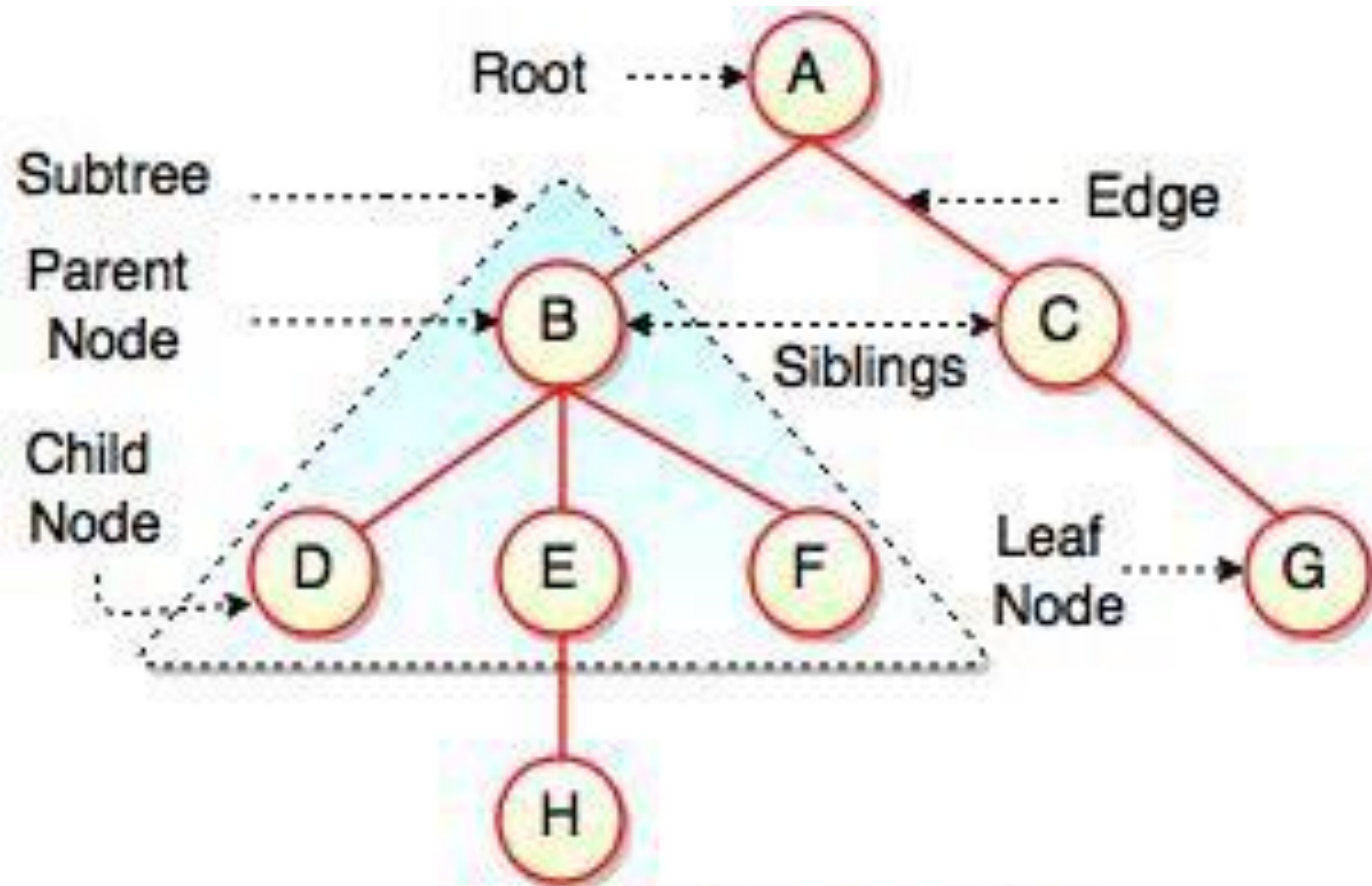 A
Root
Subtree
Edge
Parent
Node
B
C
Siblings
Child
Node
D
E
F
Leaf
Node
G
H